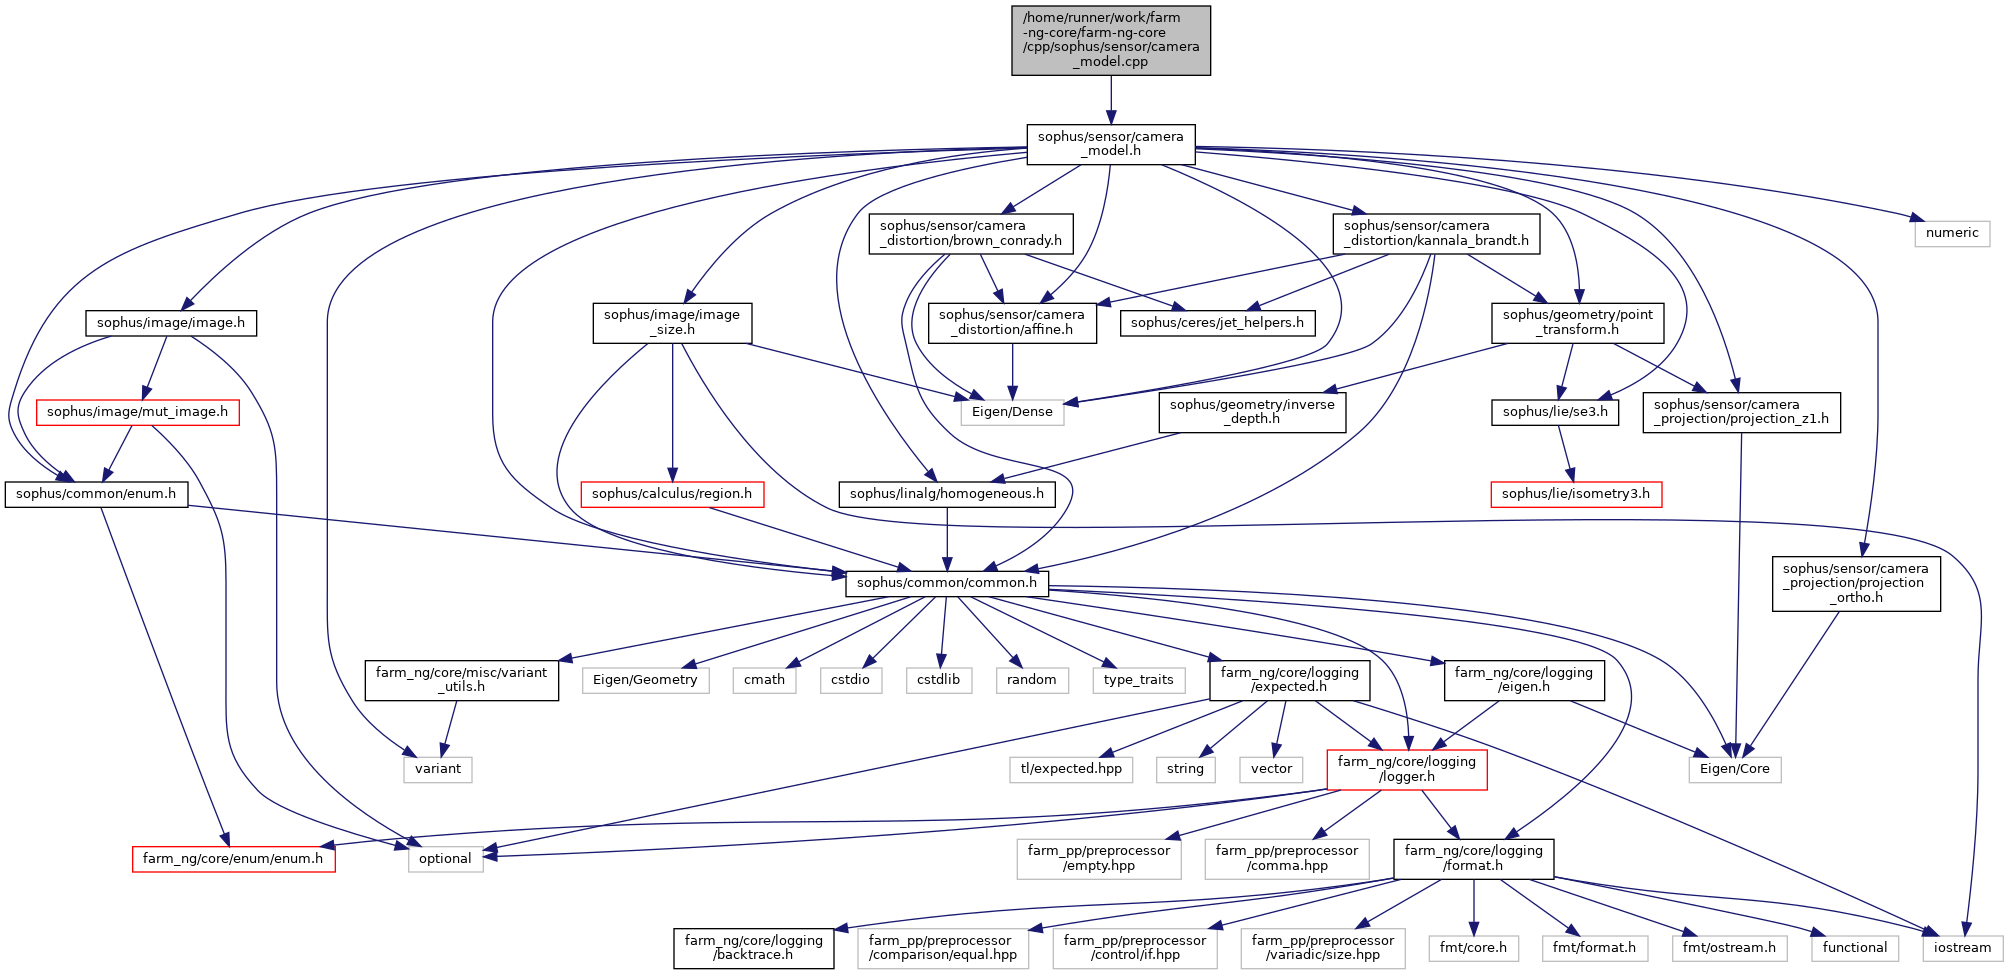 /home/runner/work/farm
-ng-core/farm-ng-core
/cpp/sophus/sensor/camera
_model.cpp
sophus/sensor/camera
_model.h
sophus/sensor/camera
_distortion/brown_conrady.h
sophus/sensor/camera
_distortion/kannala_brandt.h
numeric
sophus/image/image.h
sophus/image/image
_size.h
sophus/sensor/camera
_distortion/affine.h
sophus/ceres/jet_helpers.h
sophus/geometry/point
_transform.h
sophus/image/mut_image.h
Eigen/Dense
sophus/geometry/inverse
_depth.h
sophus/lie/se3.h
sophus/sensor/camera
_projection/projection_z1.h
sophus/common/enum.h
sophus/calculus/region.h
sophus/linalg/homogeneous.h
sophus/lie/isometry3.h
sophus/common/common.h
sophus/sensor/camera
_projection/projection
_ortho.h
farm_ng/core/misc/variant
_utils.h
Eigen/Geometry
cmath
cstdio
cstdlib
random
type_traits
farm_ng/core/logging
/expected.h
farm_ng/core/logging
/eigen.h
variant
tl/expected.hpp
string
vector
farm_ng/core/logging
/logger.h
Eigen/Core
farm_ng/core/enum/enum.h
optional
farm_pp/preprocessor
/empty.hpp
farm_pp/preprocessor
/comma.hpp
farm_ng/core/logging
/format.h
farm_ng/core/logging
/backtrace.h
farm_pp/preprocessor
/comparison/equal.hpp
farm_pp/preprocessor
/control/if.hpp
farm_pp/preprocessor
/variadic/size.hpp
fmt/core.h
fmt/format.h
fmt/ostream.h
functional
iostream